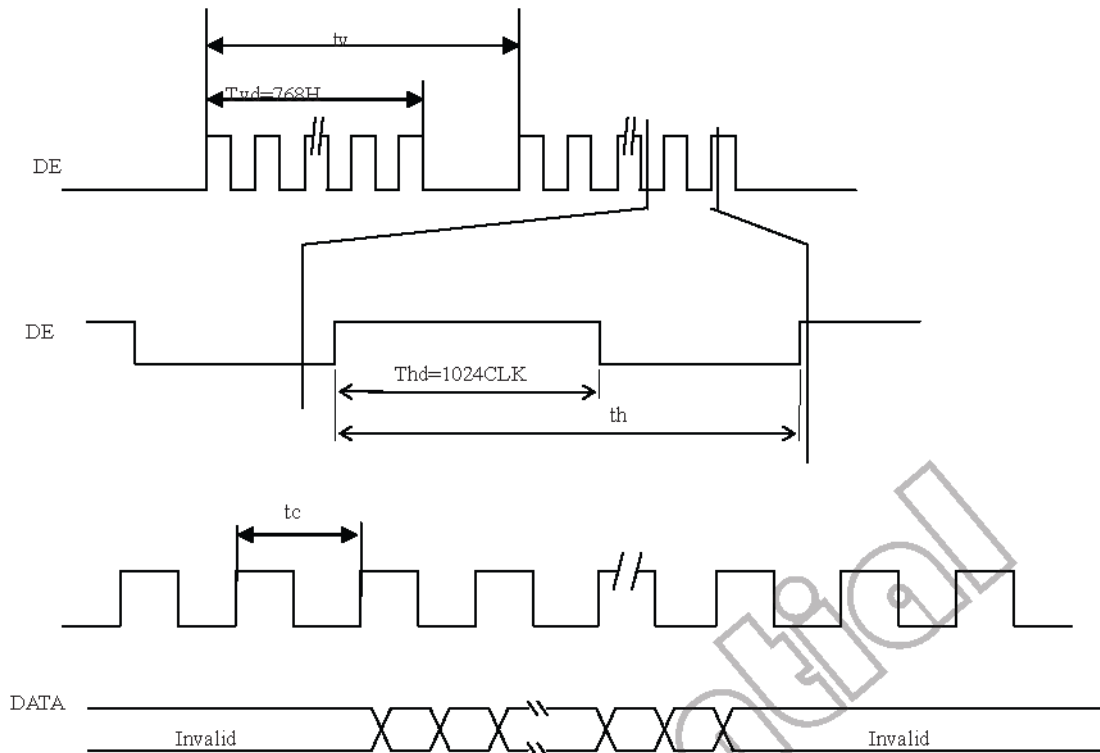 tv
Tvd=768H
DE
DE
Thd=1024CLK
th
tc
DATA
Invalid
Invalid